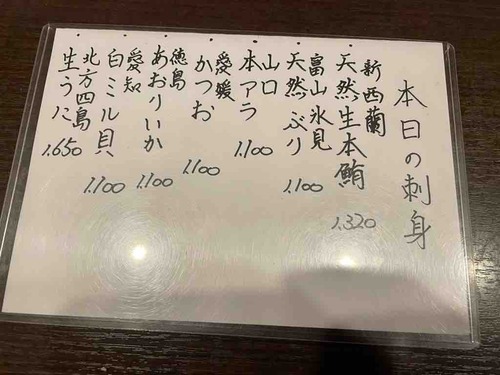 本日の刺身
新西蘭
天然生本鮪
1.320
富山氷見
天然ぶり
1.100
山口
本アラ
1.100
愛媛
かつお
1.100
徳島
あおりいか
1.100
愛知
白ミル貝
1.100
北方四島
生うに
1.650